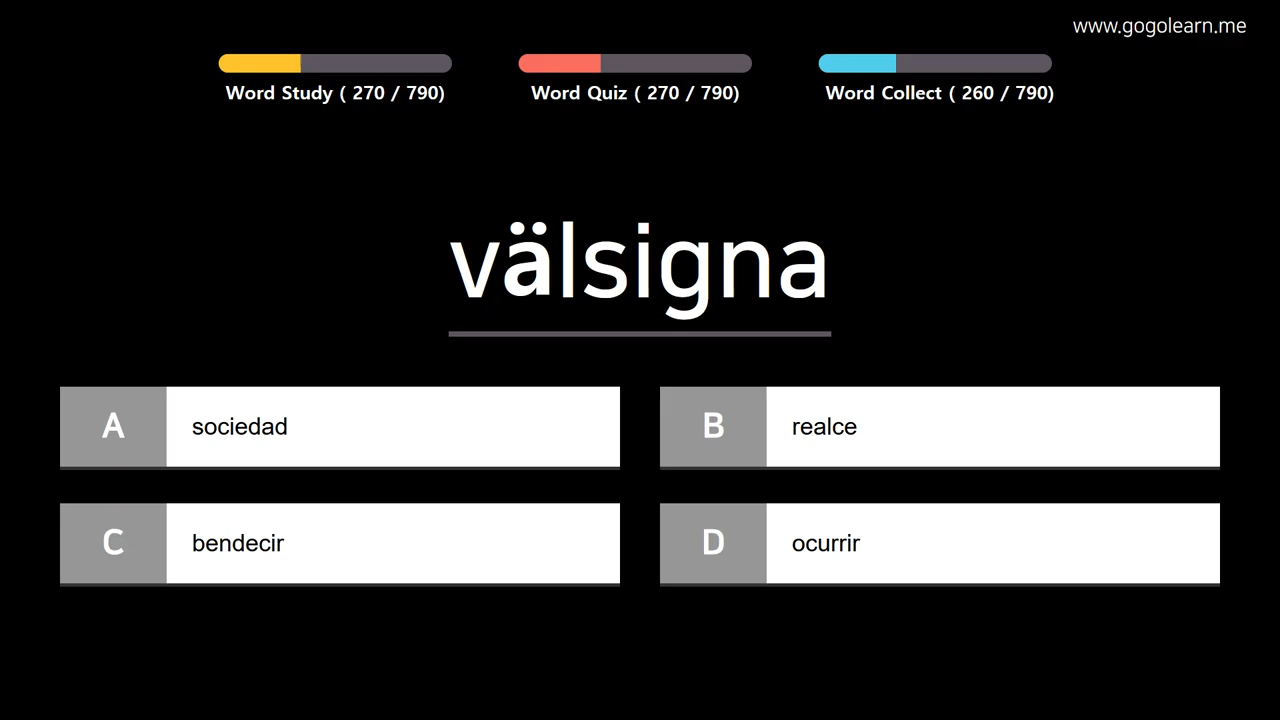 www.gogolearn.me
Word Study ( 270 / 790)
Word Quiz ( 270 / 790)
Word Collect ( 260 / 790)
välsigna
A sociedad
B realce
C bendecir
D ocurrir